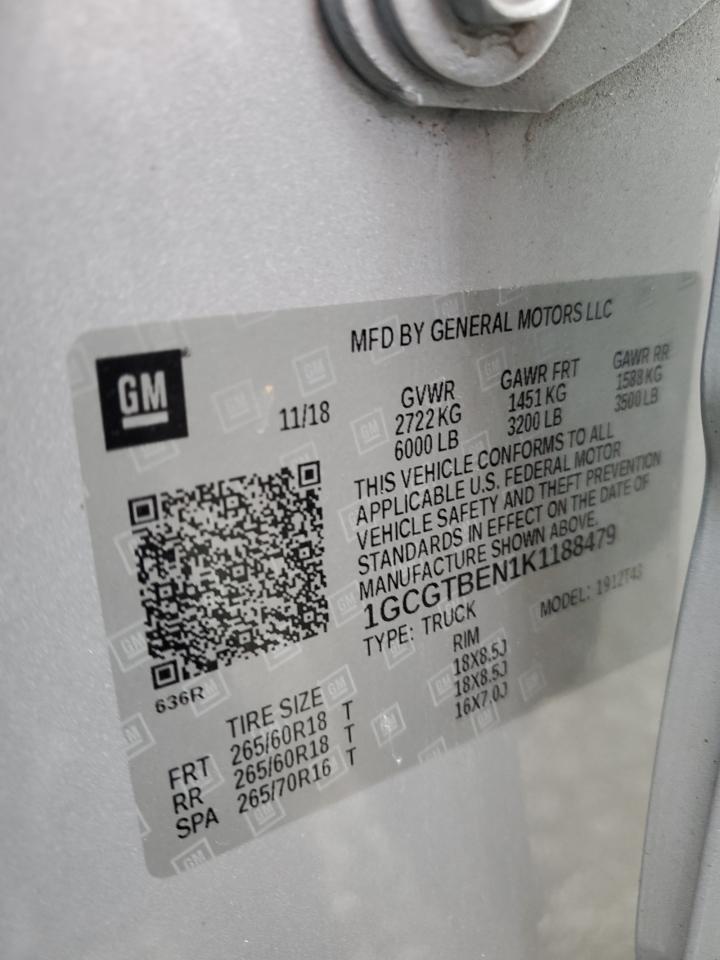 MFD BY GENERAL MOTORS LLC
GM
11/18
GVWR GAWR FRT GAWR RR
2722 KG 1451 KG 1588 KG
6000 LB 3200 LB 3500 LB
THIS VEHICLE CONFORMS TO ALL
APPLICABLE U.S. FEDERAL MOTOR
VEHICLE SAFETY AND THEFT PREVENTION
STANDARDS IN EFFECT ON THE DATE OF
MANUFACTURE SHOWN ABOVE.
1GCGTBEN1K1188479
TYPE: TRUCK MODEL: 1912T43
636R
TIRE SIZE RIM
FRT 265/60R18 T 18X8.5J
RR 265/60R18 T 18X8.5J
SPA 265/70R16 T 16X7.0J